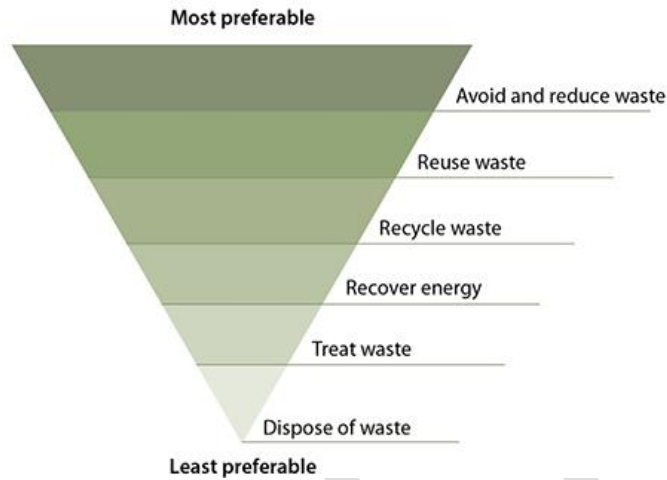 Most preferable
Avoid and reduce waste
Reuse waste
Recycle waste
Recover energy
Treat waste
Dispose of waste
Least preferable